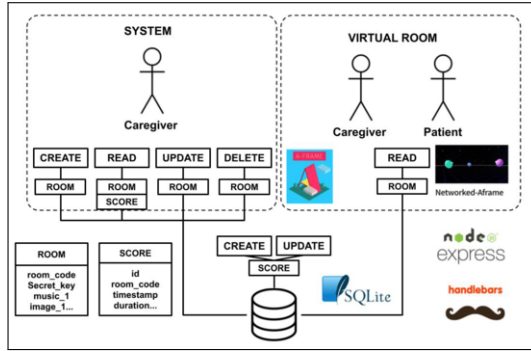 SYSTEM
VIRTUAL ROOM
Caregiver
Caregiver Patient
CREATE READ UPDATE DELETE
ROOM ROOM ROOM ROOM
SCORE
A-FRAME
READ
ROOM
Networked-Aframe
ROOM
room_code
Secret_key
music_1
image_1...
SCORE
id
room_code
timestamp
duration...
CREATE UPDATE
SCORE
SQLite
node
express
handlebars